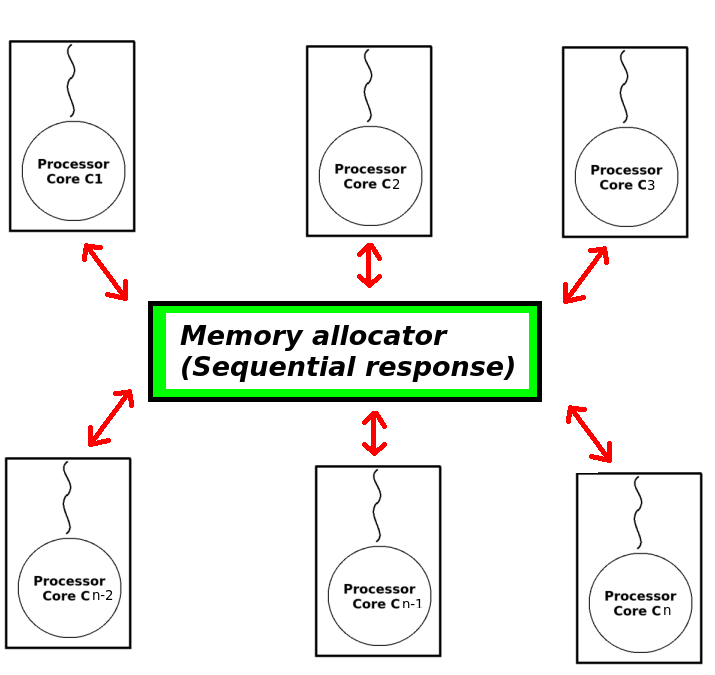 Processor
Core C1
Processor
Core C2
Processor
Core C3
Memory allocator
(Sequential response)
Processor
Core Cn-2
Processor
Core Cn-1
Processor
Core Cn